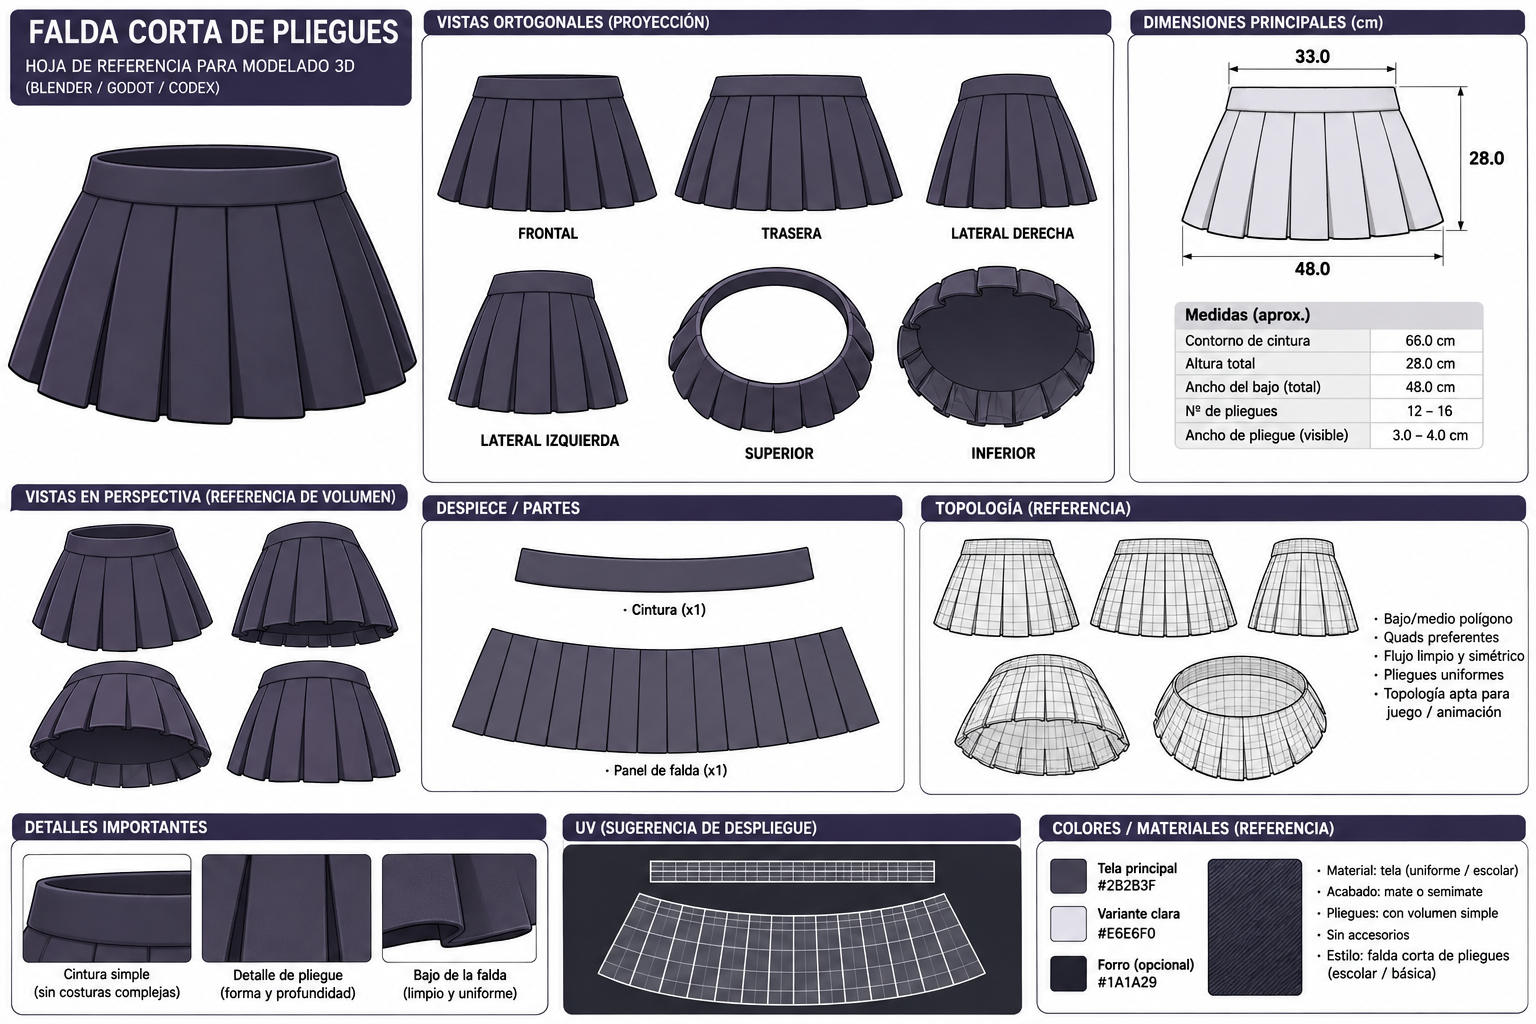 FALDA CORTA DE PLIEGUES
HOJA DE REFERENCIA PARA MODELADO 3D
(BLENDER / GODOT / CODEX)
VISTAS ORTOGONALES (PROYECCIÓN)
FRONTAL
TRASERA
LATERAL DERECHA
LATERAL IZQUIERDA
SUPERIOR
INFERIOR
DIMENSIONES PRINCIPALES (cm)
33.0
28.0
48.0
Medidas (aprox.)
Contorno de cintura 66.0 cm
Altura total 28.0 cm
Ancho del bajo (total) 48.0 cm
Nº de pliegues 12 – 16
Ancho de pliegue (visible) 3.0 – 4.0 cm
VISTAS EN PERSPECTIVA (REFERENCIA DE VOLUMEN)
DESPIECE / PARTES
· Cintura (x1)
· Panel de falda (x1)
TOPOLOGÍA (REFERENCIA)
· Bajo/medio polígono
· Quads preferentes
· Flujo limpio y simétrico
· Pliegues uniformes
· Topología apta para
juego / animación
DETALLES IMPORTANTES
Cintura simple
(sin costuras complejas)
Detalle de pliegue
(forma y profundidad)
Bajo de la falda
(limpio y uniforme)
UV (SUGERENCIA DE DESPLIEGUE)
COLORES / MATERIALES (REFERENCIA)
Tela principal
#2B2B3F
Variante clara
#E6E6F0
Forro (opcional)
#1A1A29
· Material: tela (uniforme / escolar)
· Acabado: mate o semimate
· Pliegues: con volumen simple
· Sin accesorios
· Estilo: falda corta de pliegues
(escolar / básica)